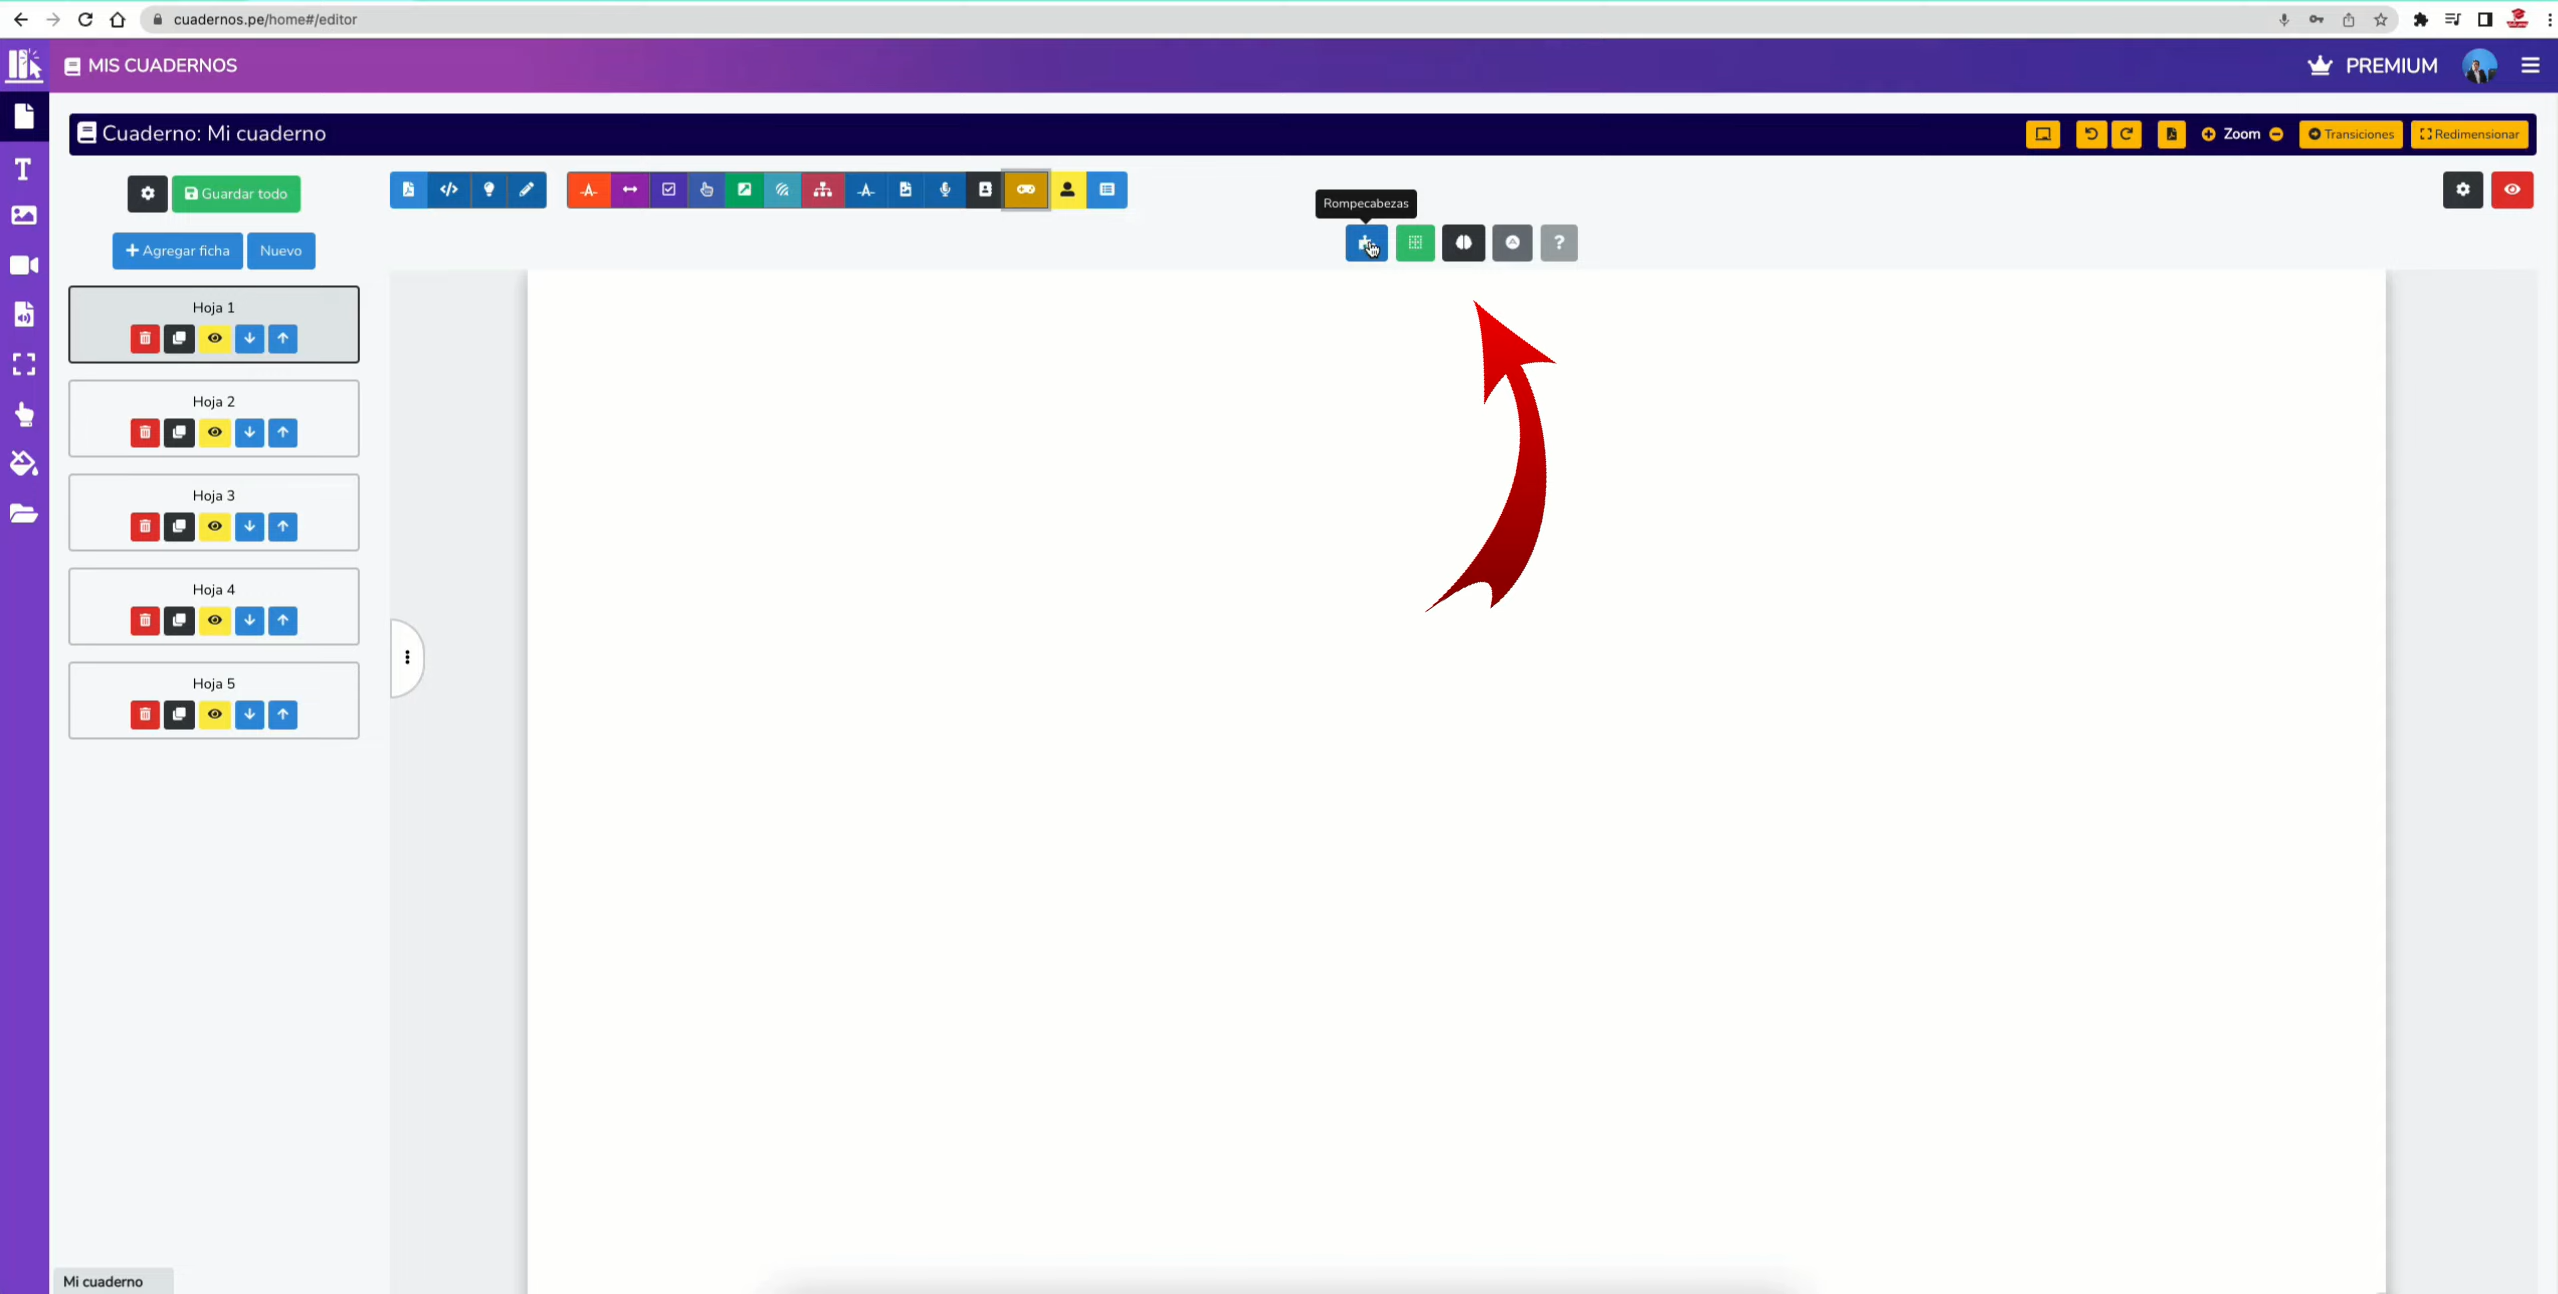 cuadernos.pe/home#/editor
MIS CUADERNOS
PREMIUM
Cuaderno: Mi cuaderno
Zoom
Transiciones
Redimensionar
Guardar todo
Rompecabezas
Agregar ficha
Nuevo
Hoja 1
Hoja 2
Hoja 3
Hoja 4
Hoja 5
Mi cuaderno